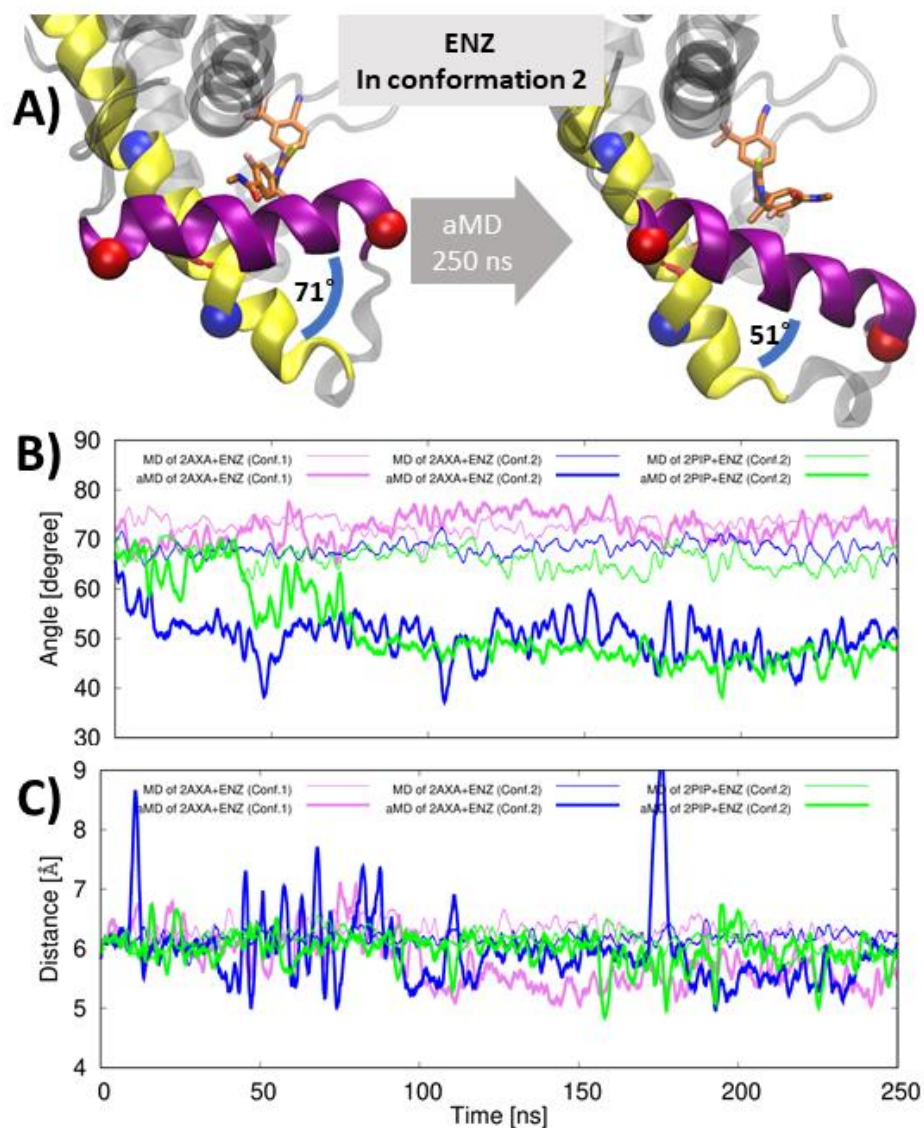 ENZ
In conformation 2
A)
aMD
250 ns
71°
51°
B)
90
80
70
60
50
40
30
Angle [degree]
MD of 2AXA+ENZ (Conf.1)
aMD of 2AXA+ENZ (Conf.1)
MD of 2AXA+ENZ (Conf.2)
aMD of 2AXA+ENZ (Conf.2)
MD of 2PIP+ENZ (Conf.2)
aMD of 2PIP+ENZ (Conf.2)
C)
9
8
7
6
5
4
Distance [Å]
MD of 2AXA+ENZ (Conf.1)
aMD of 2AXA+ENZ (Conf.1)
MD of 2AXA+ENZ (Conf.2)
aMD of 2AXA+ENZ (Conf.2)
MD of 2PIP+ENZ (Conf.2)
aMD of 2PIP+ENZ (Conf.2)
0 50 100 150 200 250
Time [ns]